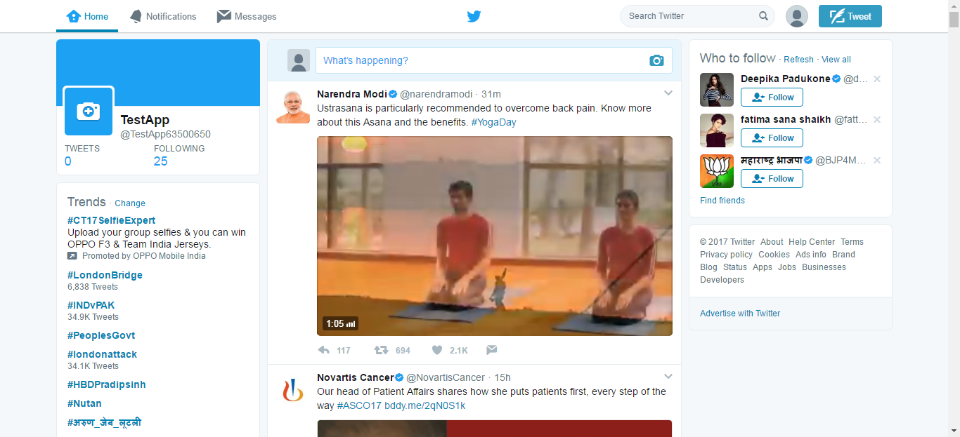 Home Notifications Messages Search Twitter Tweet
TestApp
@TestApp63500650
TWEETS FOLLOWING
0 25
Trends · Change
#CT17SelfieExpert
Upload your group selfies & you can win
OPPO F3 & Team India Jerseys.
Promoted by OPPO Mobile India
#LondonBridge
6,838 Tweets
#INDvPAK
34.9K Tweets
#PeoplesGovt
#londonattack
34.1K Tweets
#HBDPradipsinh
#Nutan
#अरुण_जेब_लूटली
What's happening?
Narendra Modi @narendramodi · 31m
Ustrasana is particularly recommended to overcome back pain. Know more
about this Asana and the benefits. #YogaDay
1:05
117 694 2.1K
Novartis Cancer @NovartisCancer · 15h
Our head of Patient Affairs shares how she puts patients first, every step of the
way #ASCO17 bddy.me/2qN0S1k
Who to follow · Refresh · View all
Deepika Padukone @d...
Follow
fatima sana shaikh @fatt...
Follow
महाराष्ट्र भाजपा @BJP4M...
Follow
Find friends
© 2017 Twitter About Help Center Terms
Privacy policy Cookies Ads info Brand
Blog Status Apps Jobs Businesses
Developers
Advertise with Twitter